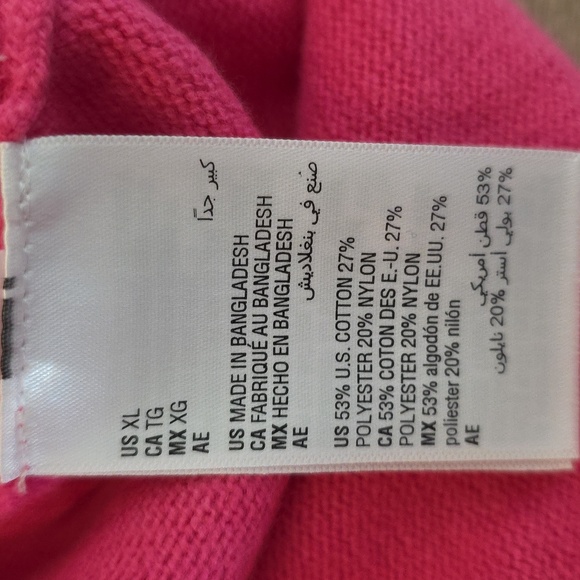 US XL
CA TG
MX XG
AE كبير جداً
US MADE IN BANGLADESH
CA FABRIQUÉ AU BANGLADESH
MX HECHO EN BANGLADESH
AE صنع في بنغلاديش
US 53% U.S. COTTON 27%
POLYESTER 20% NYLON
CA 53% COTON DES E.-U. 27%
POLYESTER 20% NYLON
MX 53% algodón de EE.UU. 27%
poliester 20% nilón
AE 53% قطن امريكي
27% بولي استر 20% نايلون